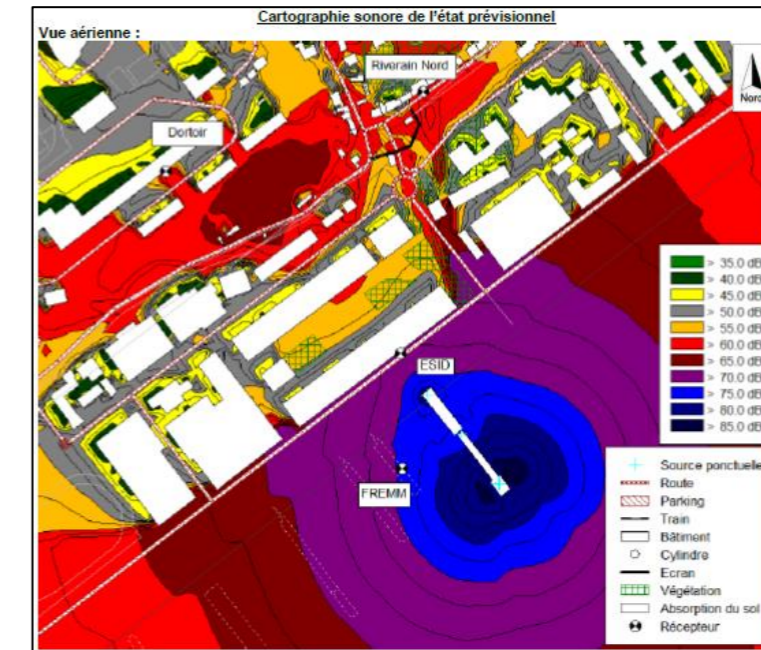 Cartographie sonore de l'état prévisionnel
Vue aérienne :
Riverain Nord
Nord
Dortoir
> 35.0 dB
> 40.0 dB
> 45.0 dB
> 50.0 dB
> 55.0 dB
> 60.0 dB
> 65.0 dB
> 70.0 dB
> 75.0 dB
> 80.0 dB
> 85.0 dB
ESID
FREMM
Source ponctuelle
Route
Parking
Train
Bâtiment
Cylindre
Ecran
Végétation
Absorption du sol
Récepteur